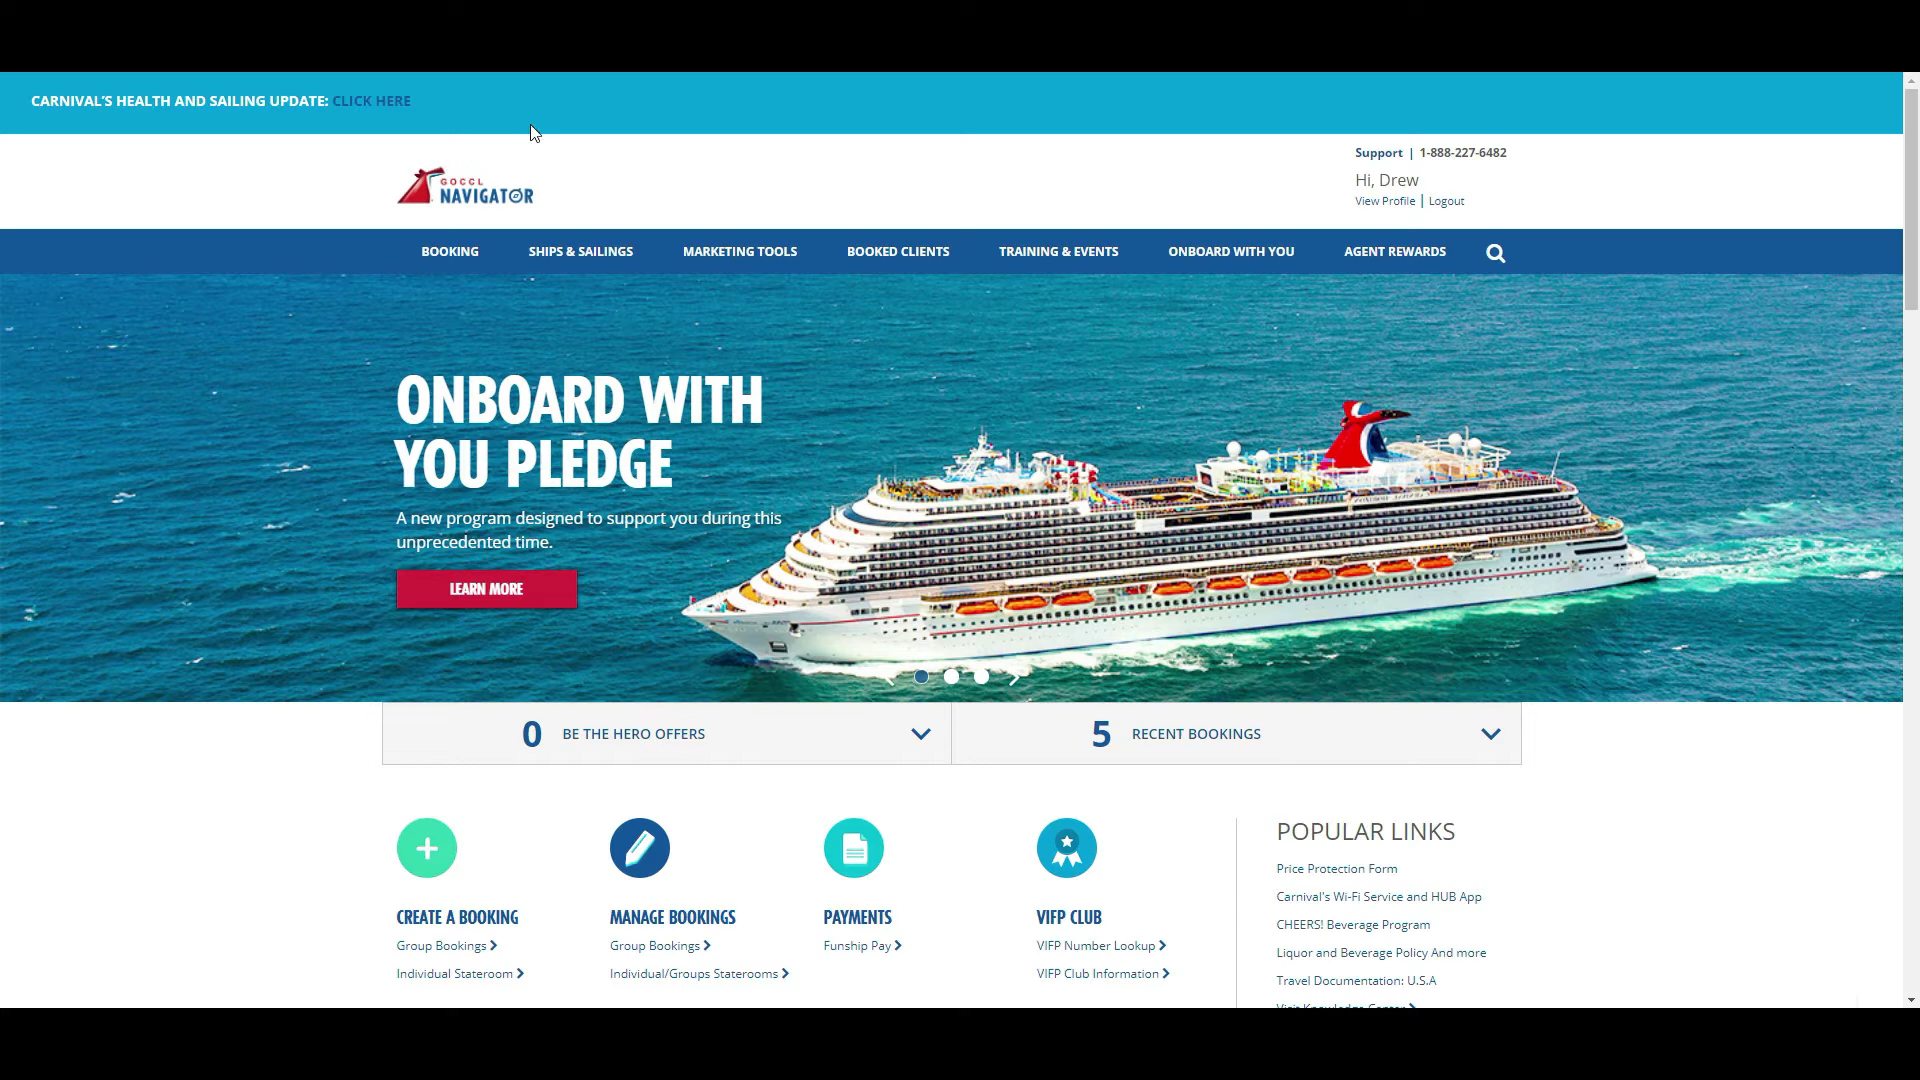 CARNIVAL'S HEALTH AND SAILING UPDATE: CLICK HERE
GOCCL
NAVIGATOR
Support | 1-888-227-6482
Hi, Drew
View Profile | Logout
BOOKING SHIPS & SAILINGS MARKETING TOOLS BOOKED CLIENTS TRAINING & EVENTS ONBOARD WITH YOU AGENT REWARDS
ONBOARD WITH
YOU PLEDGE
A new program designed to support you during this
unprecedented time.
LEARN MORE
0 BE THE HERO OFFERS
5 RECENT BOOKINGS
CREATE A BOOKING
Group Bookings
Individual Stateroom
MANAGE BOOKINGS
Group Bookings
Individual/Groups Staterooms
PAYMENTS
Funship Pay
VIFP CLUB
VIFP Number Lookup
VIFP Club Information
POPULAR LINKS
Price Protection Form
Carnival's Wi-Fi Service and HUB App
CHEERS! Beverage Program
Liquor and Beverage Policy And more
Travel Documentation: U.S.A